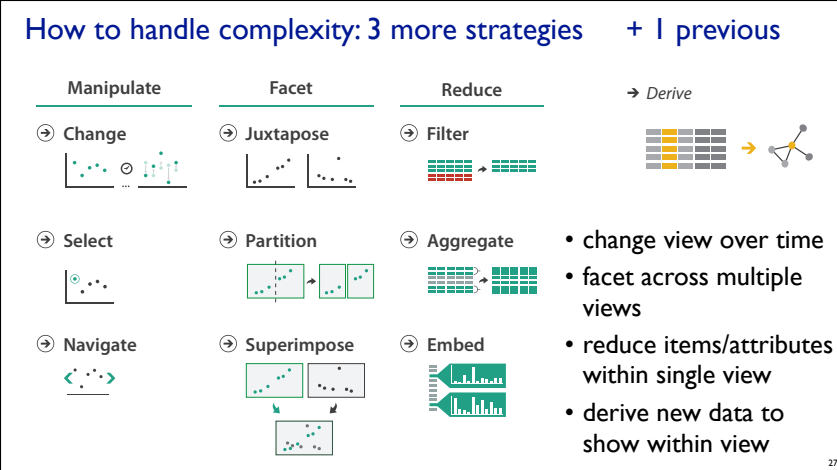 How to handle complexity: 3 more strategies + 1 previous
Manipulate
Facet
Reduce
➔ Derive
Change
Juxtapose
Filter
...
Select
Partition
Aggregate
Navigate
Superimpose
Embed
• change view over time
• facet across multiple
views
• reduce items/attributes
within single view
• derive new data to
show within view
27